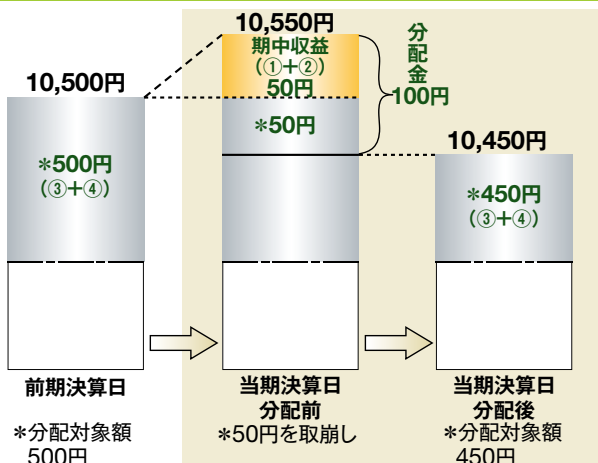 10,500円
*500円
(③+④)
前期決算日
*分配対象額
500円
10,550円
期中収益
(①+②)
50円
*50円
分配金
100円
当期決算日
分配前
*50円を取崩し
10,450円
*450円
(③+④)
当期決算日
分配後
*分配対象額
450円